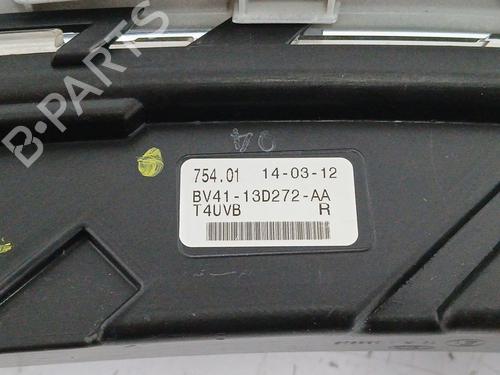 B-PARTS
754.01 14-03-12
BV41-13D272-AA
T4UVB R